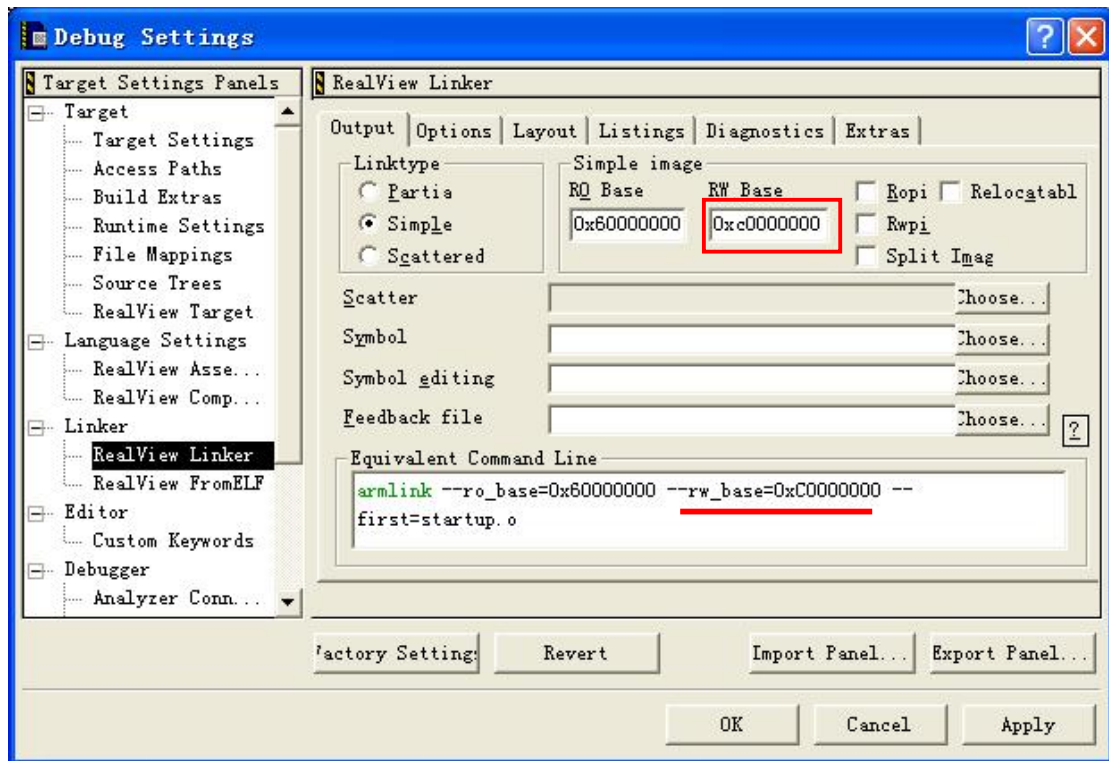 Debug Settings
Target Settings Panels
Target
Target Settings
Access Paths
Build Extras
Runtime Settings
File Mappings
Source Trees
RealView Target
Language Settings
RealView Asse...
RealView Comp...
Linker
RealView Linker
RealView FromELF
Editor
Custom Keywords
Debugger
Analyzer Conn...
RealView Linker
Output Options Layout Listings Diagnostics Extras
Linktype
Partia
Simple
Scattered
Simple image
RO Base RW Base
0x60000000 0xc0000000
Ropi Relocatabl
Rwpi
Split Imag
Scatter Choose...
Symbol Choose...
Symbol editing Choose...
Feedback file Choose...
?
Equivalent Command Line
armlink --ro_base=0x60000000 --rw_base=0xC0000000 --
first=startup.o
Factory Settings Revert Import Panel... Export Panel...
OK Cancel Apply